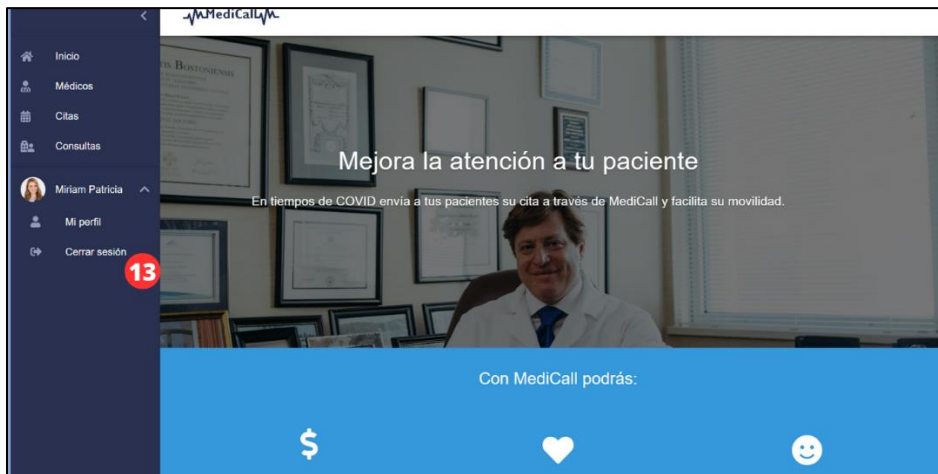 MediCall
Inicio
Médicos
Citas
Consultas
Miriam Patricia
Mi perfil
Cerrar sesión
13
Mejora la atención a tu paciente
En tiempos de COVID envía a tus pacientes su cita a través de MediCall y facilita su movilidad.
Con MediCall podrás:
$